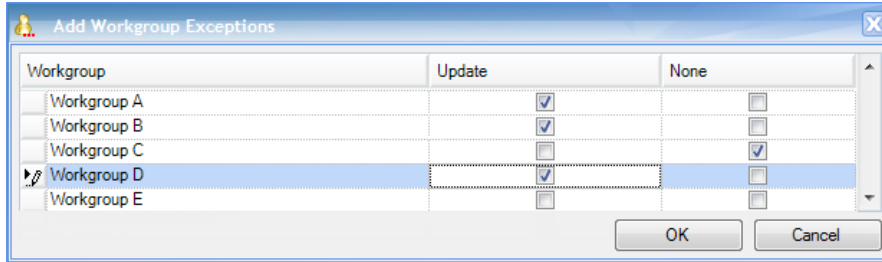 Add Workgroup Exceptions
Workgroup Update None
Workgroup A
Workgroup B
Workgroup C
Workgroup D
Workgroup E
OK Cancel